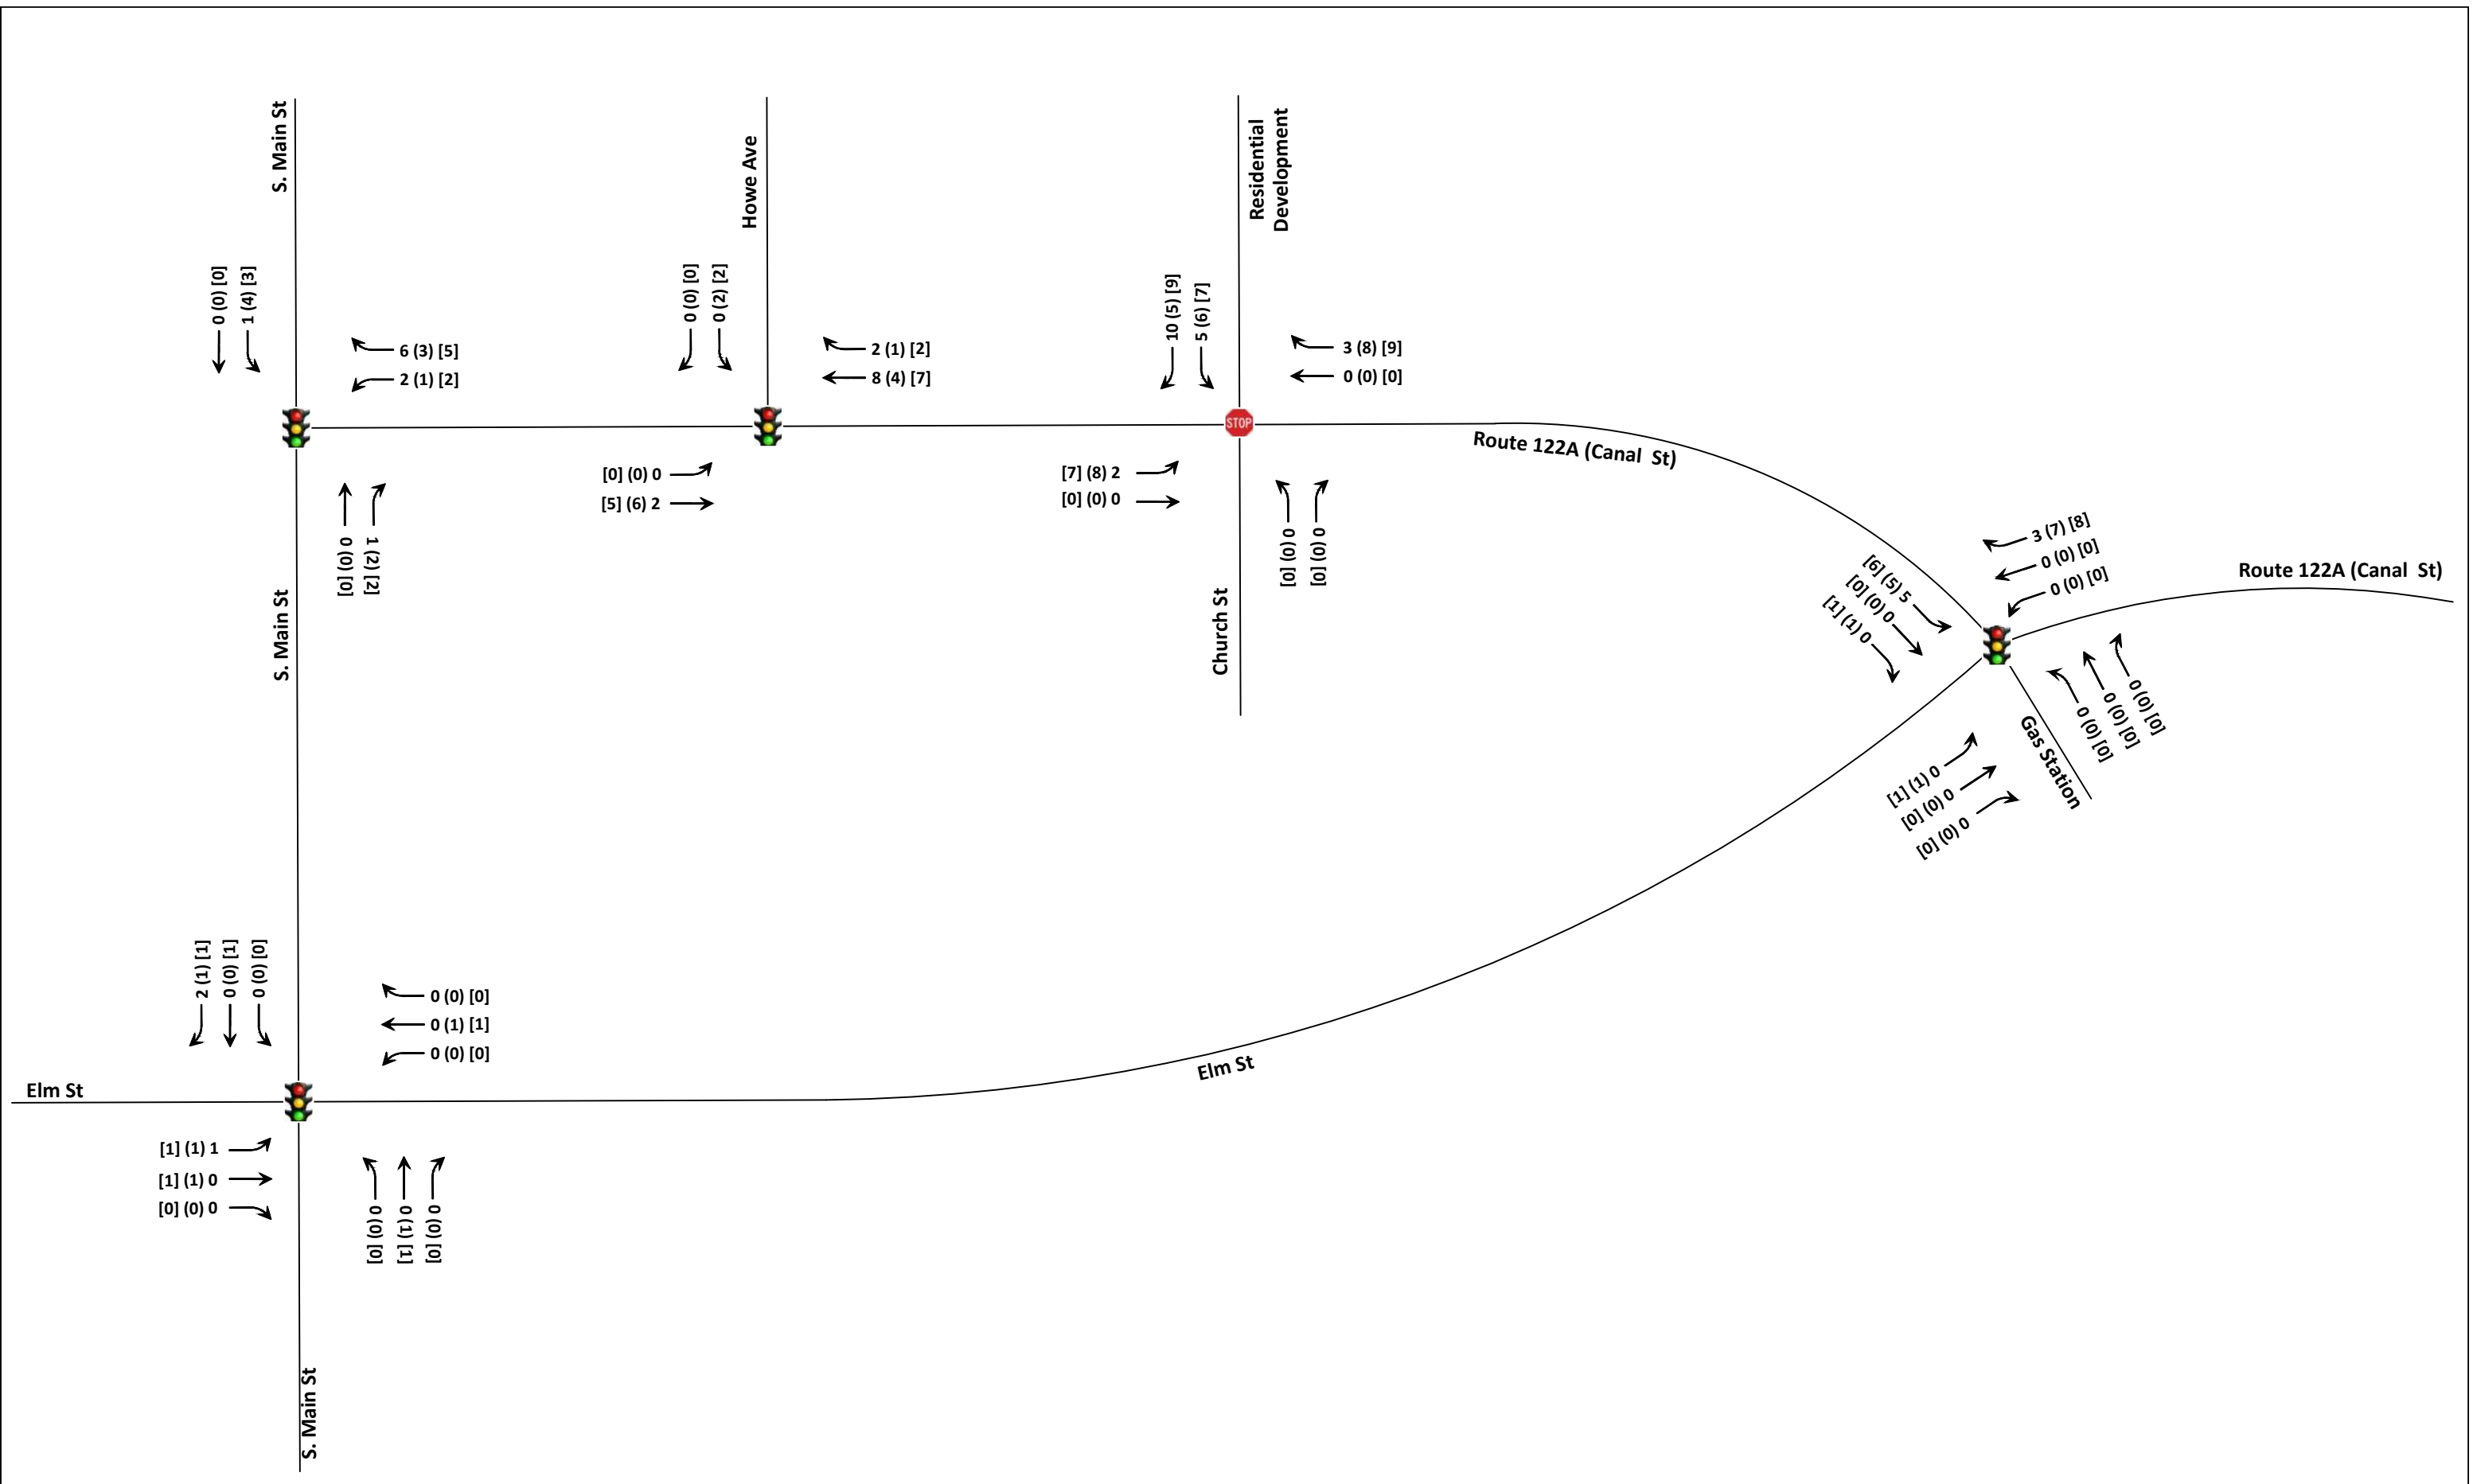 S. Main St
Howe Ave
Residential
Development
0 (0) [0]
1 (4) [3]
6 (3) [5]
2 (1) [2]
0 (0) [0]
0 (2) [2]
2 (1) [2]
8 (4) [7]
10 (5) [9]
5 (6) [7]
3 (8) [9]
0 (0) [0]
STOP
Route 122A (Canal St)
[0] (0) 0
[5] (6) 2
[7] (8) 2
[0] (0) 0
0 (0) [0]
1 (2) [2]
[0] (0) 0
[0] (0) 0
S. Main St
Church St
3 (7) [8]
0 (0) [0]
0 (0) [0]
[6] (5) 5
[0] (0) 0
[1] (1) 0
Route 122A (Canal St)
0 (0) [0]
0 (0) [0]
0 (0) [0]
Gas Station
[1] (1) 0
[0] (0) 0
[0] (0) 0
2 (1) [1]
0 (0) [1]
0 (0) [0]
0 (0) [0]
0 (1) [1]
0 (0) [0]
Elm St
Elm St
[1] (1) 1
[1] (1) 0
[0] (0) 0
0 (0) [0]
0 (1) [1]
0 (0) [0]
S. Main St